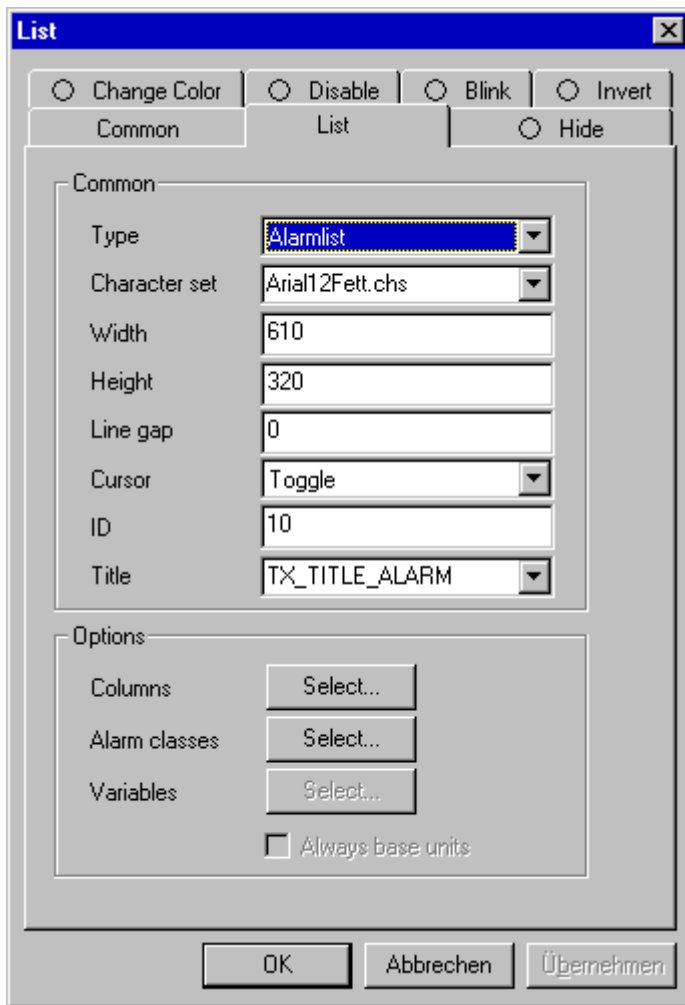 List
Change Color Disable Blink Invert
Common List Hide
Common
Type Alarmlist
Character set Arial12Fett.chs
Width 610
Height 320
Line gap 0
Cursor Toggle
ID 10
Title TX_TITLE_ALARM
Options
Columns Select...
Alarm classes Select...
Variables Select...
Always base units
OK Abbrechen Übernehmen